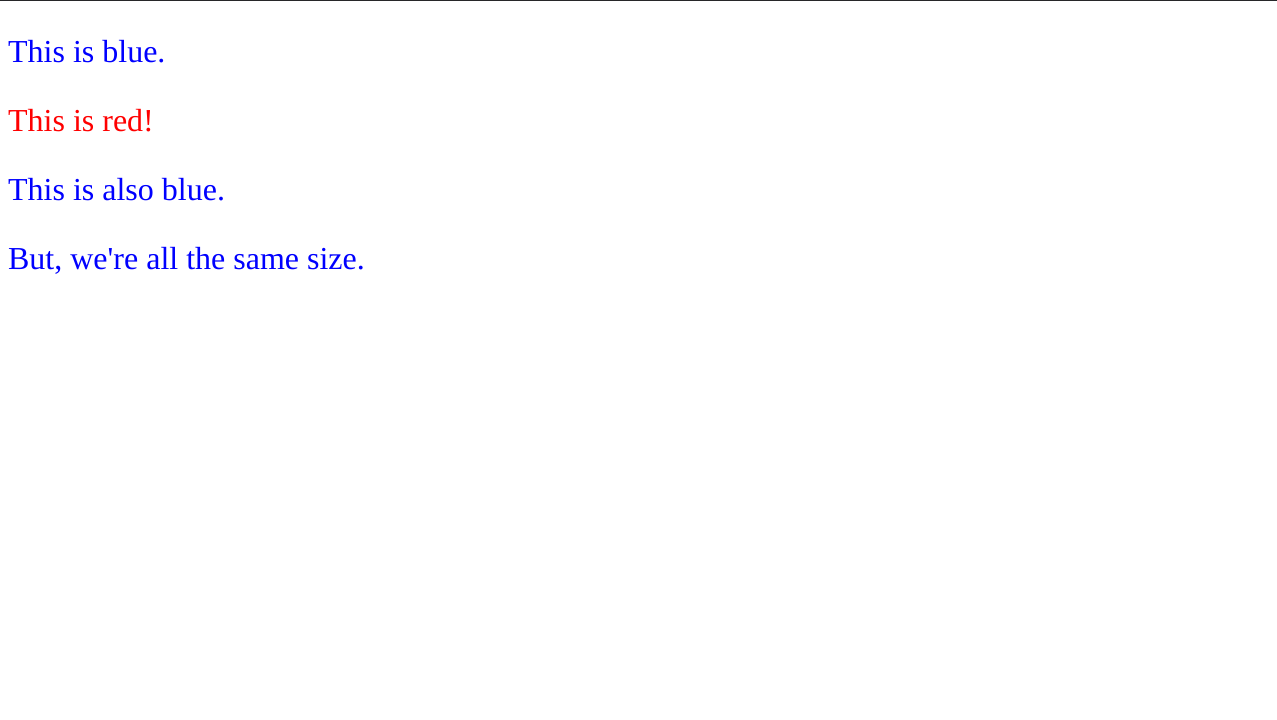 This is blue.
This is red!
This is also blue.
But, we're all the same size.